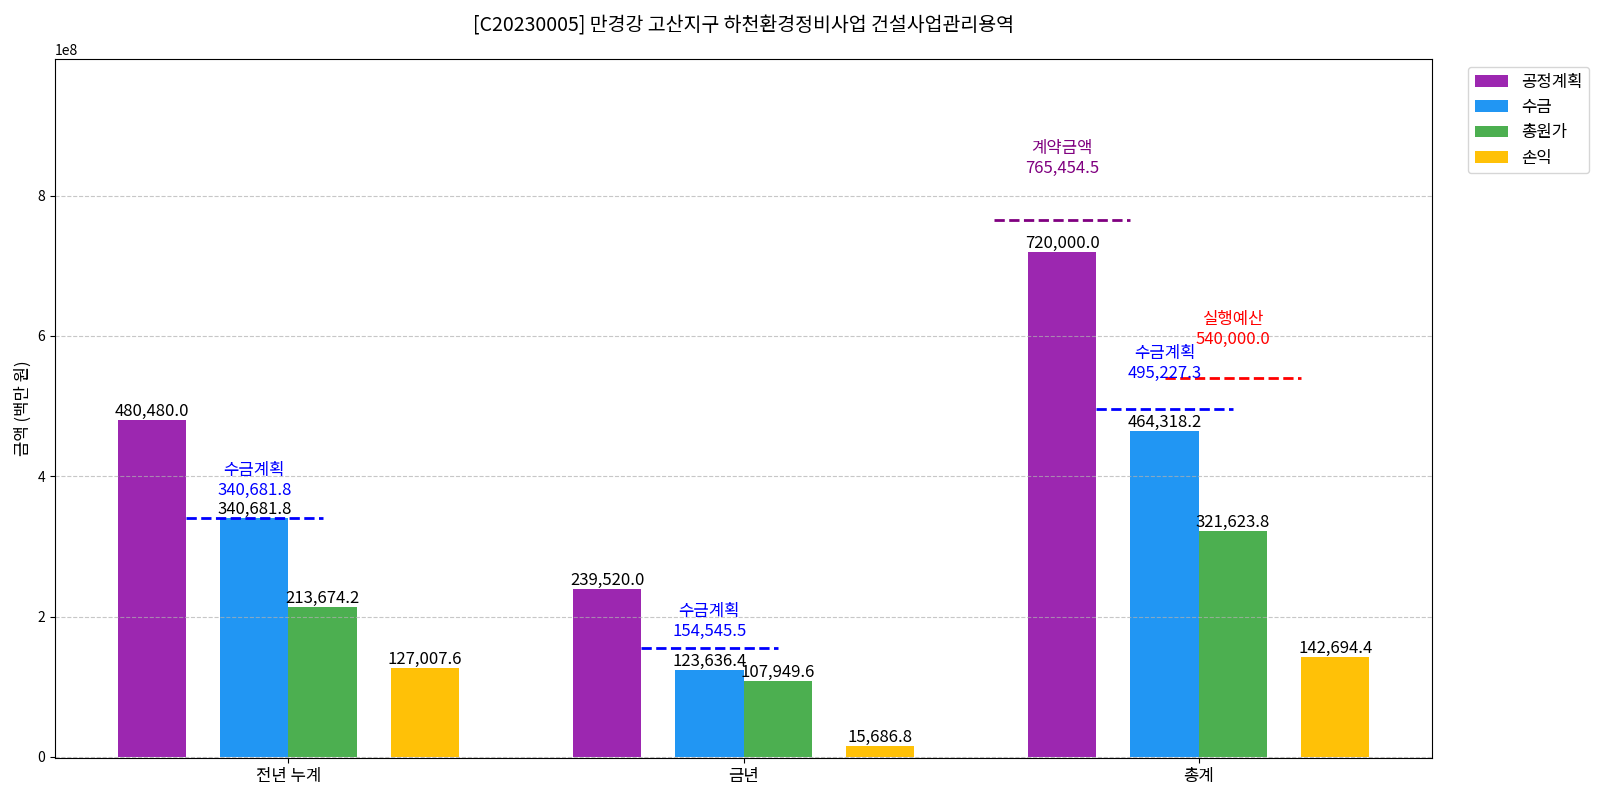 [C20230005] 만경강 고산지구 하천환경정비사업 건설사업관리용역
1e8
금액 (백만 원)
8
6
4
2
0
공정계획
수금
총원가
손익
계약금액
765,454.5
720,000.0
실행예산
540,000.0
수금계획
495,227.3
464,318.2
321,623.8
142,694.4
480,480.0
수금계획
340,681.8
340,681.8
213,674.2
127,007.6
239,520.0
수금계획
154,545.5
123,636.4
107,949.6
15,686.8
전년 누계
금년
총계